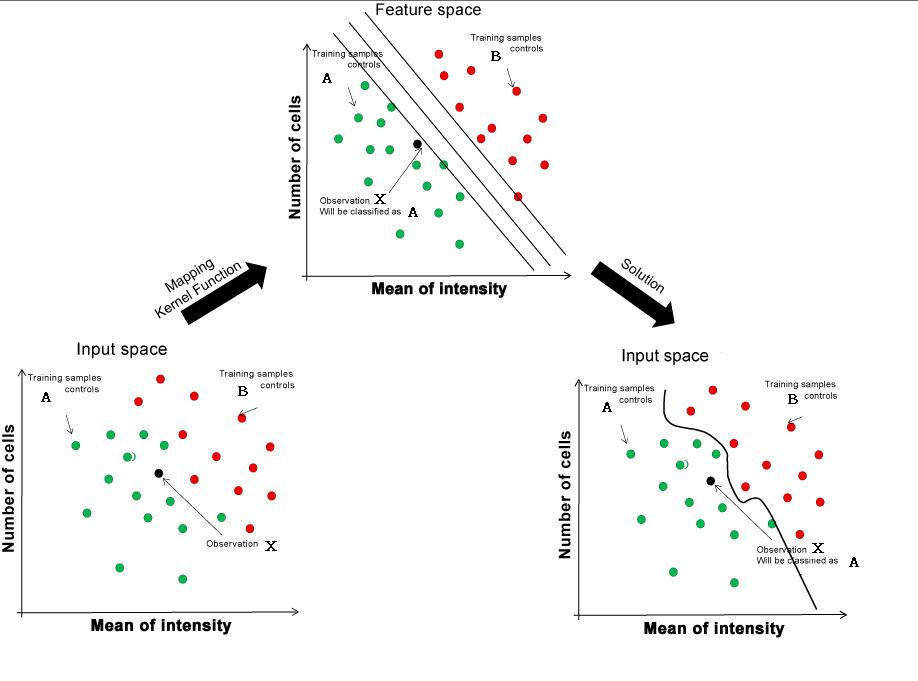 Feature space
Training samples
controls
A
Training samples
controls
B
Number of cells
Observation X
Will be classified as A
Mean of intensity
Mapping
Kernel Function
Solution
Input space
Training samples
controls
A
Training samples
controls
B
Number of cells
Observation X
Mean of intensity
Input space
Training samples
controls
A
Training samples
controls
B
Number of cells
Observation X
Will be classified as A
Mean of intensity